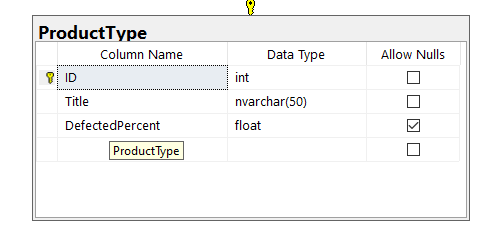 ProductType
Column Name Data Type Allow Nulls
ID int
Title nvarchar(50)
DefectedPercent float
ProductType